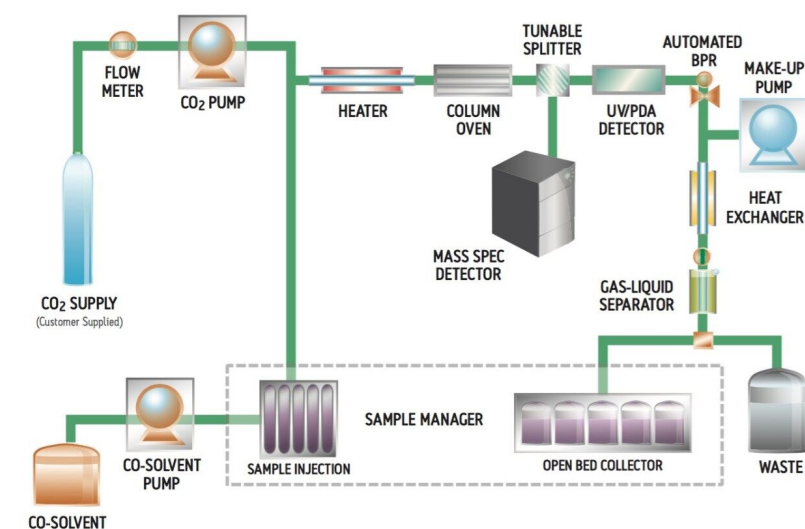 FLOW
METER
CO₂ PUMP
HEATER
COLUMN
OVEN
TUNABLE
SPLITTER
UV/PDA
DETECTOR
AUTOMATED
BPR
MAKE-UP
PUMP
MASS SPEC
DETECTOR
HEAT
EXCHANGER
GAS-LIQUID
SEPARATOR
CO₂ SUPPLY
(Customer Supplied)
CO-SOLVENT
PUMP
CO-SOLVENT
SAMPLE INJECTION
SAMPLE MANAGER
OPEN BED COLLECTOR
WASTE